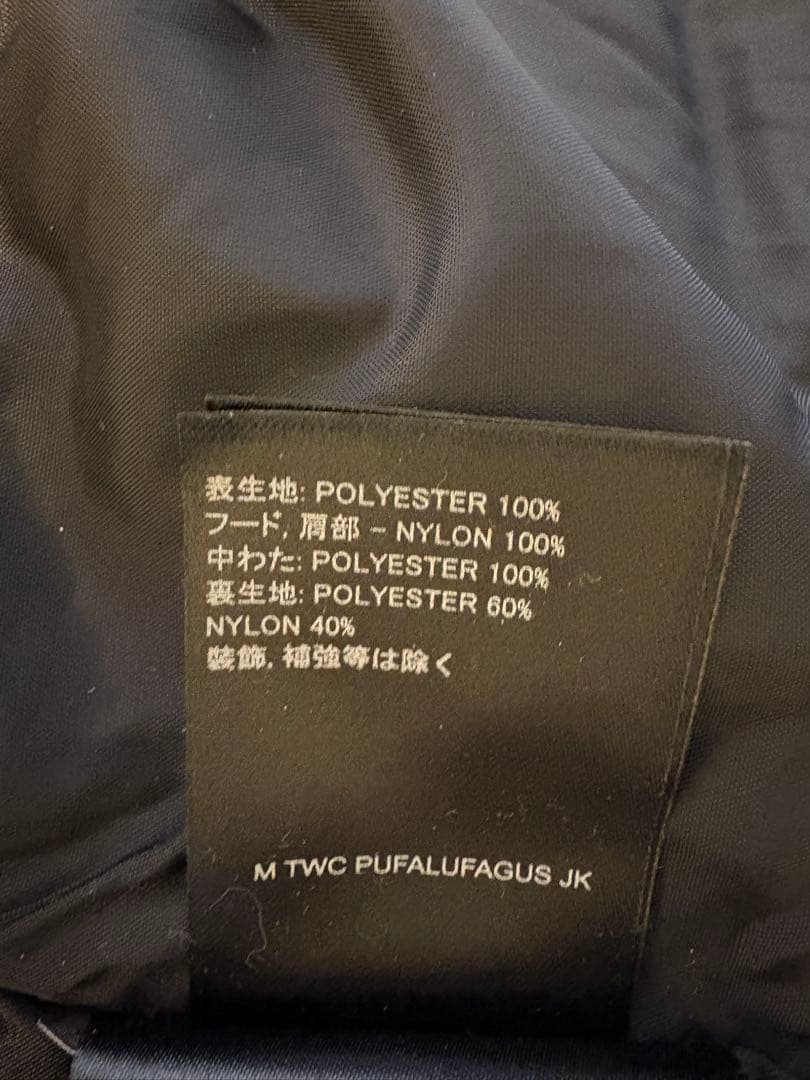 表生地: POLYESTER 100%
フード, 肩部 – NYLON 100%
中わた: POLYESTER 100%
裏生地: POLYESTER 60%
NYLON 40%
装飾, 補強等は除く
M TWC PUFALUFAGUS JK